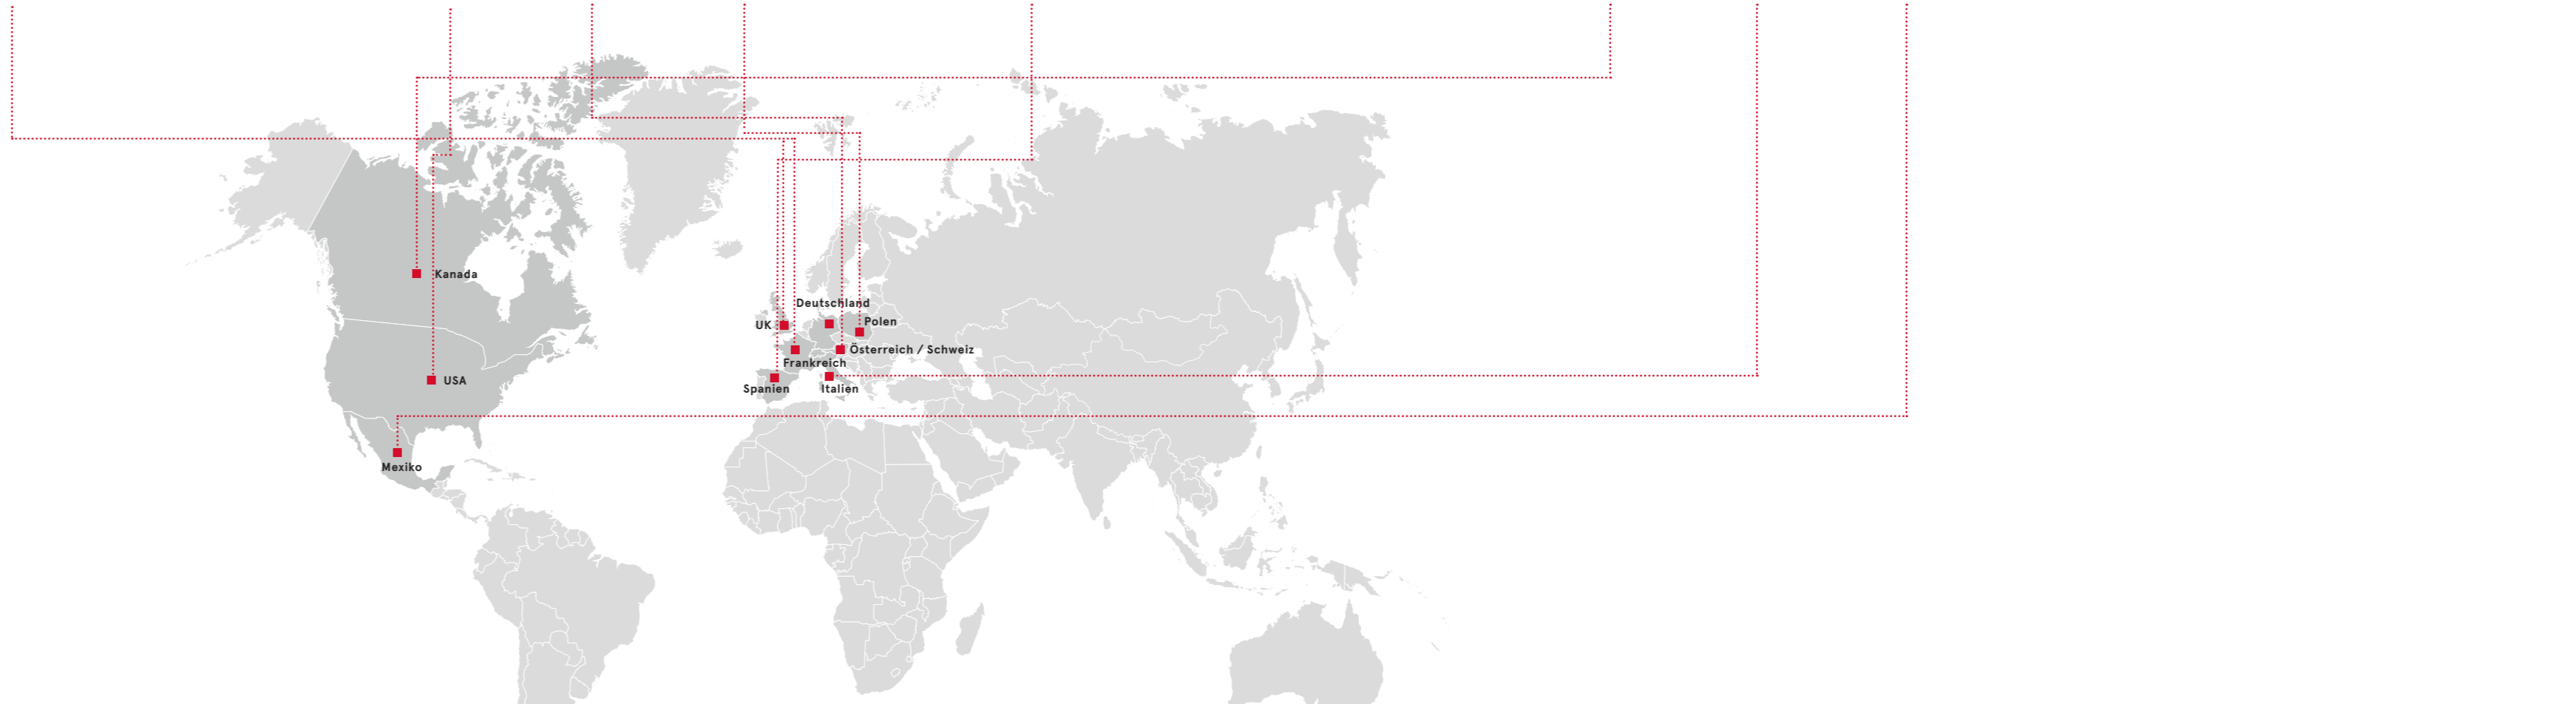 Kanada
Deutschland
UK
Polen
Österreich / Schweiz
Frankreich
USA
Spanien
Italien
Mexiko